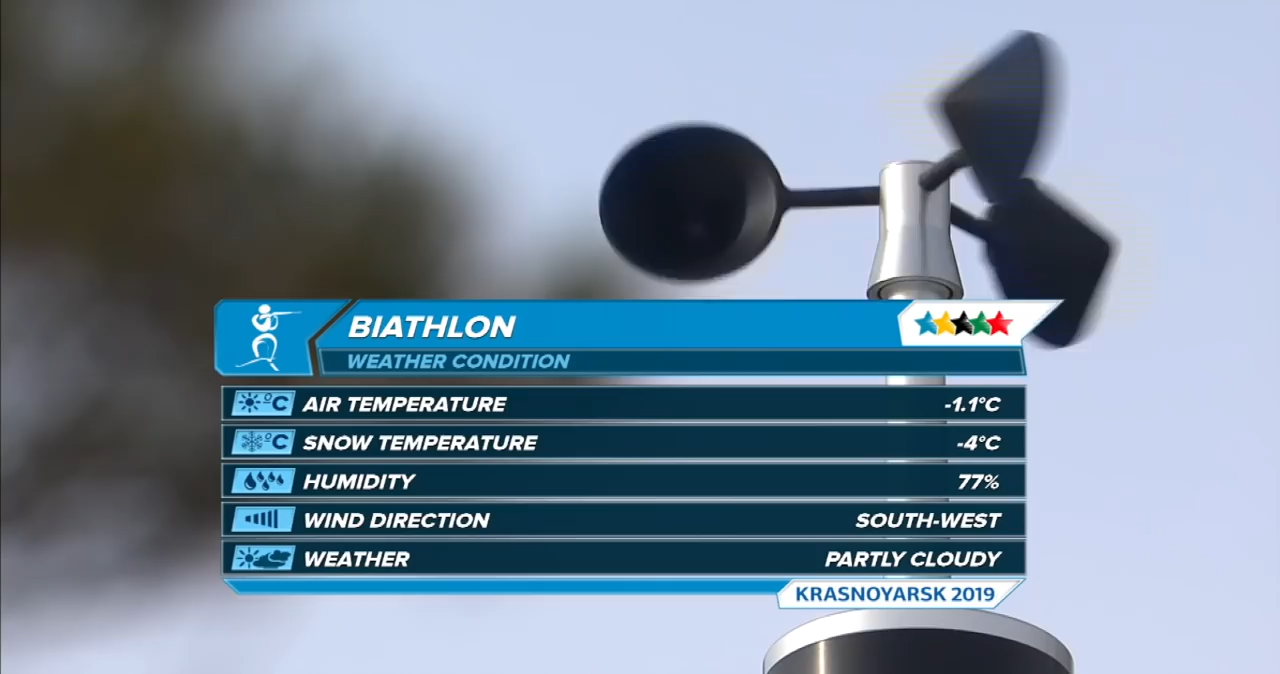 BIATHLON
WEATHER CONDITION
°C AIR TEMPERATURE -1.1°C
°C SNOW TEMPERATURE -4°C
HUMIDITY 77%
WIND DIRECTION SOUTH-WEST
WEATHER PARTLY CLOUDY
KRASNOYARSK 2019